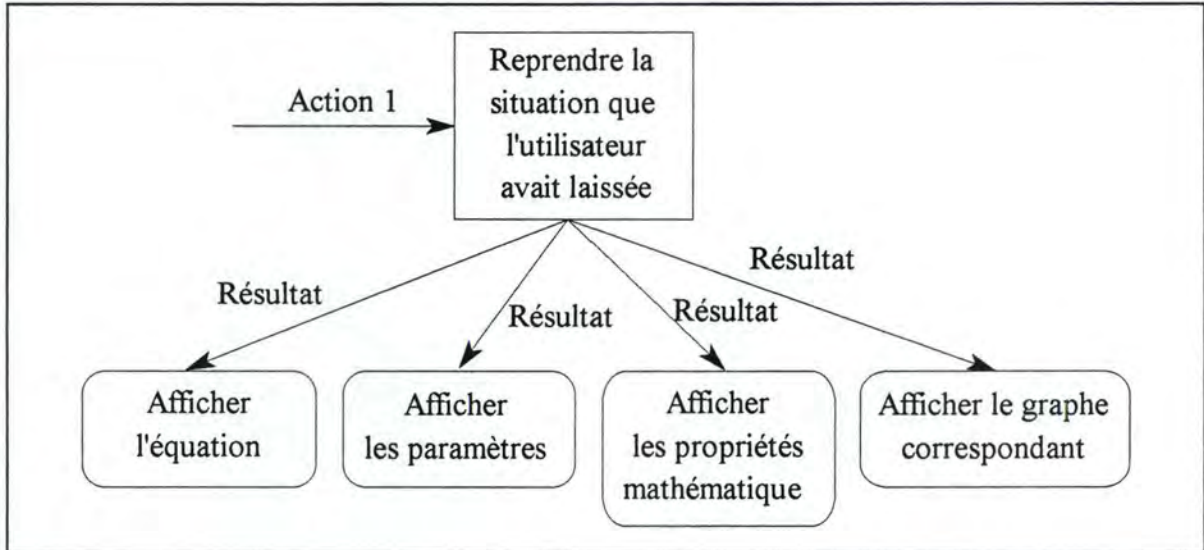 Reprendre la
situation que
l'utilisateur
avait laissée
Action 1
Résultat
Résultat
Résultat
Résultat
Afficher
l'équation
Afficher
les paramètres
Afficher
les propriétés
mathématique
Afficher le graphe
correspondant